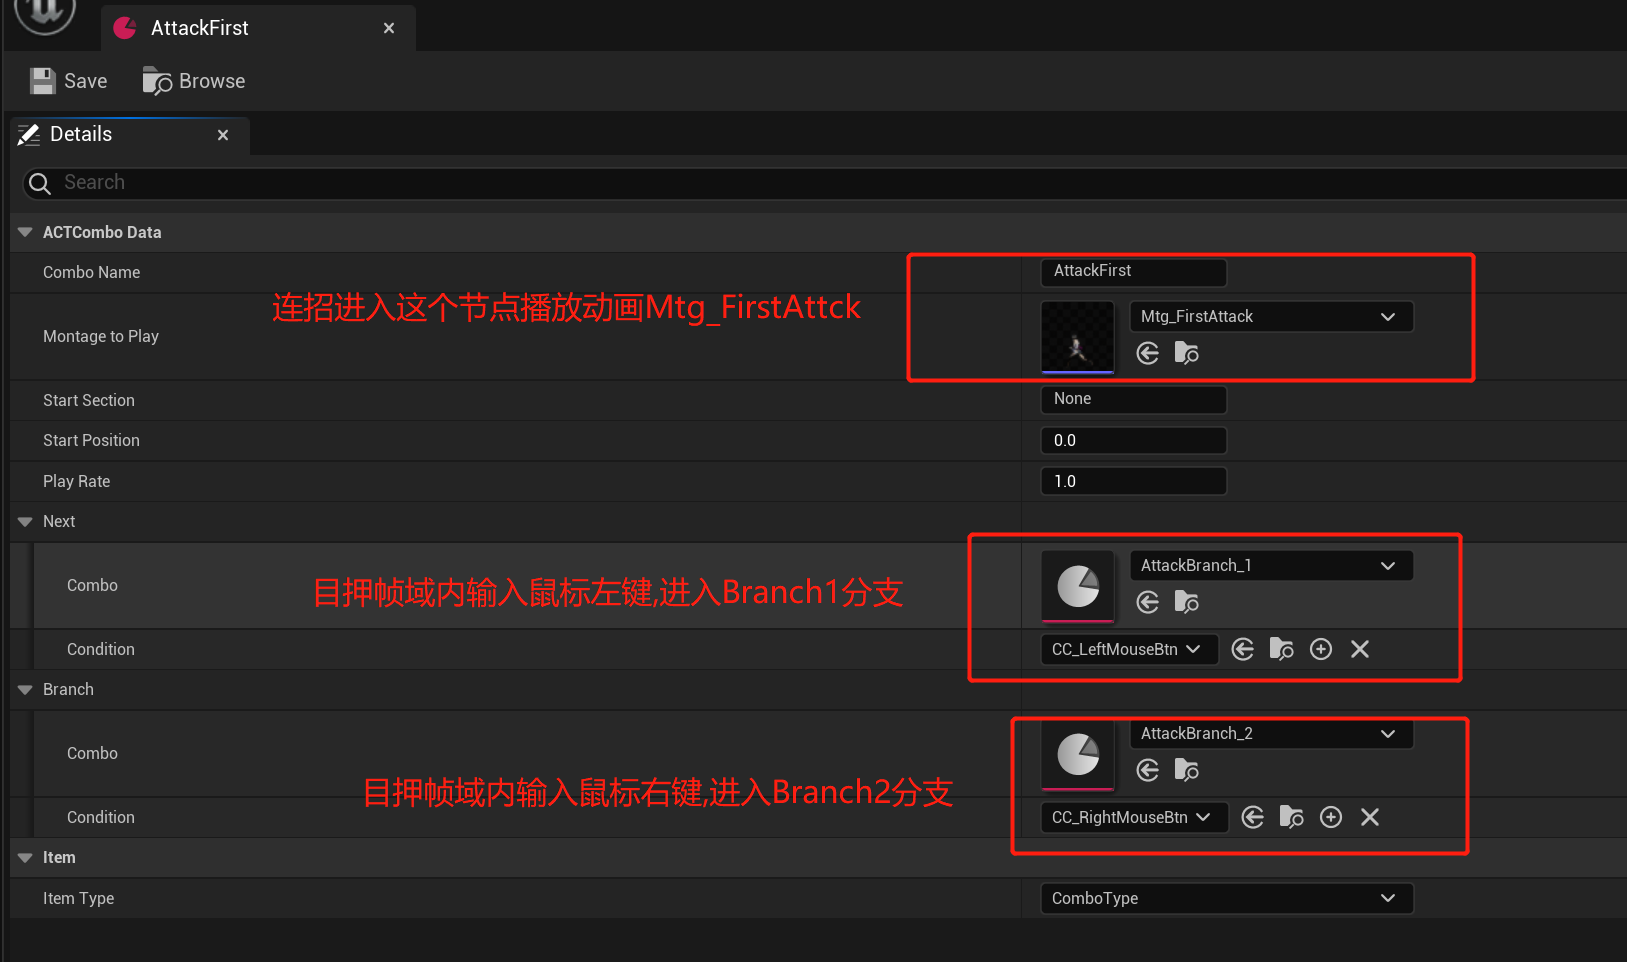 AttackFirst
Save
Browse
Details
Search
ACTCombo Data
Combo Name
AttackFirst
连招进入这个节点播放动画Mtg_FirstAttck
Montage to Play
Mtg_FirstAttack
Start Section
None
Start Position
0.0
Play Rate
1.0
Next
Combo
目押帧域内输入鼠标左键,进入Branch1分支
AttackBranch_1
Condition
CC_LeftMouseBtn
Branch
Combo
目押帧域内输入鼠标右键,进入Branch2分支
AttackBranch_2
Condition
CC_RightMouseBtn
Item
Item Type
ComboType